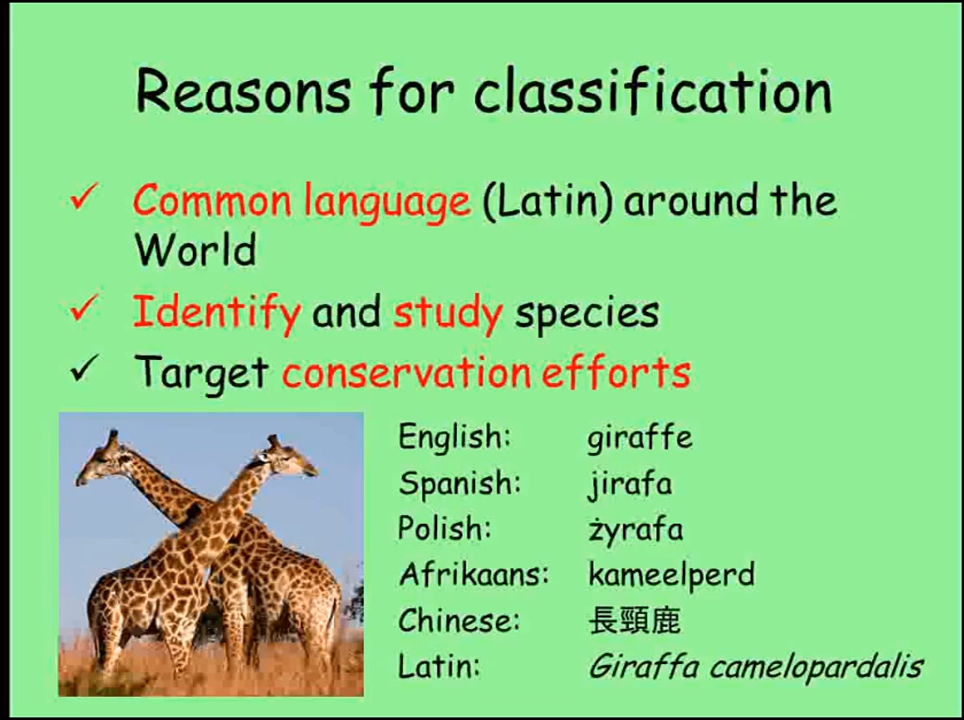 Reasons for classification
✓ Common language (Latin) around the
World
✓ Identify and study species
✓ Target conservation efforts
English: giraffe
Spanish: jirafa
Polish: żyrafa
Afrikaans: kameelperd
Chinese: 長頸鹿
Latin: Giraffa camelopardalis